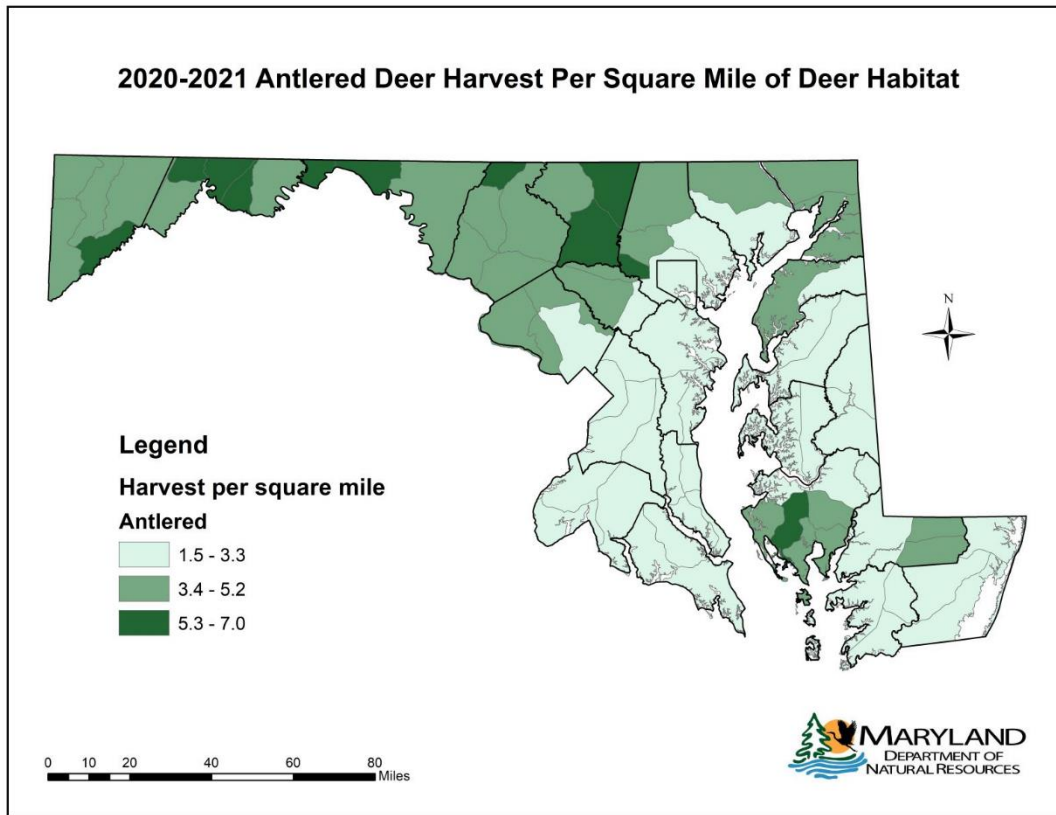 2020-2021 Antlered Deer Harvest Per Square Mile of Deer Habitat
N
Legend
Harvest per square mile
Antlered
1.5 - 3.3
3.4 - 5.2
5.3 - 7.0
0 10 20 40 60 80
Miles
MARYLAND
DEPARTMENT OF
NATURAL RESOURCES